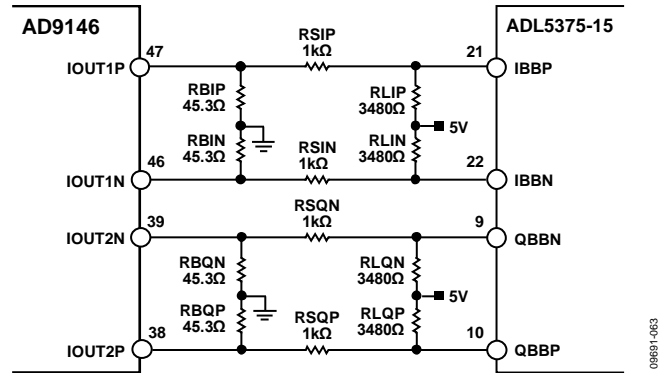 AD9146
ADL5375-15
IOUT1P
47
RSIP
1kΩ
21
IBBP
RBIP
45.3Ω
RLIP
3480Ω
5V
RBIN
45.3Ω
RLIN
3480Ω
IOUT1N
46
RSIN
1kΩ
22
IBBN
IOUT2N
39
RSQN
1kΩ
9
QBBN
RBQN
45.3Ω
RLQN
3480Ω
5V
RBQP
45.3Ω
RLQP
3480Ω
IOUT2P
38
RSQP
1kΩ
10
QBBP
09691-063